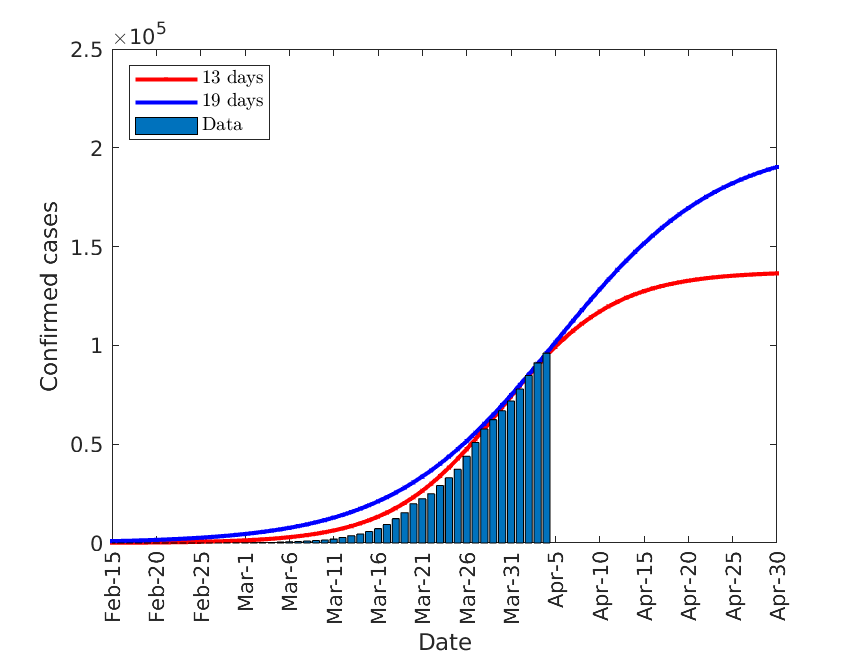 ×10⁵
2.5
2
1.5
1
0.5
0
Confirmed cases
13 days
19 days
Data
Feb-15
Feb-20
Feb-25
Mar-1
Mar-6
Mar-11
Mar-16
Mar-21
Mar-26
Mar-31
Apr-5
Apr-10
Apr-15
Apr-20
Apr-25
Apr-30
Date